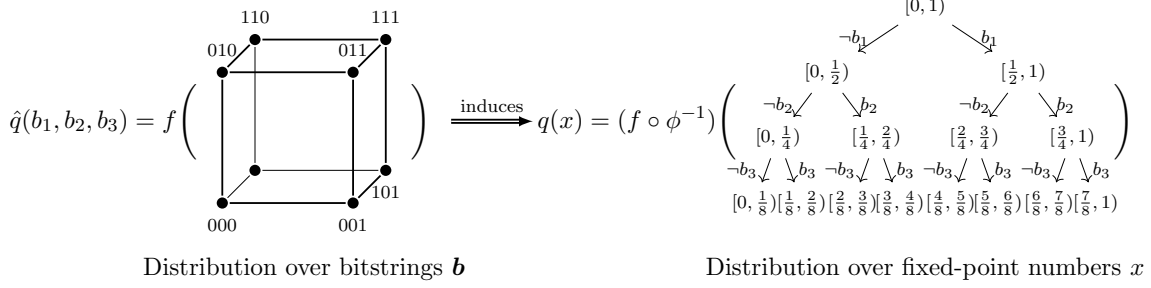 [0, 1)
110 111
¬b₁ b₁
010 011
[0, 1/2) [1/2, 1)
¬b₂ b₂ ¬b₂ b₂
q̂(b₁, b₂, b₃) = f( ) induces q(x) = (f ∘ ϕ⁻¹)( )
[0, 1/4) [1/4, 2/4) [2/4, 3/4) [3/4, 1)
¬b₃ b₃ ¬b₃ b₃ ¬b₃ b₃ ¬b₃ b₃
101
[0, 1/8)[1/8, 2/8)[2/8, 3/8)[3/8, 4/8)[4/8, 5/8)[5/8, 6/8)[6/8, 7/8)[7/8, 1)
000 001
Distribution over bitstrings b Distribution over fixed-point numbers x